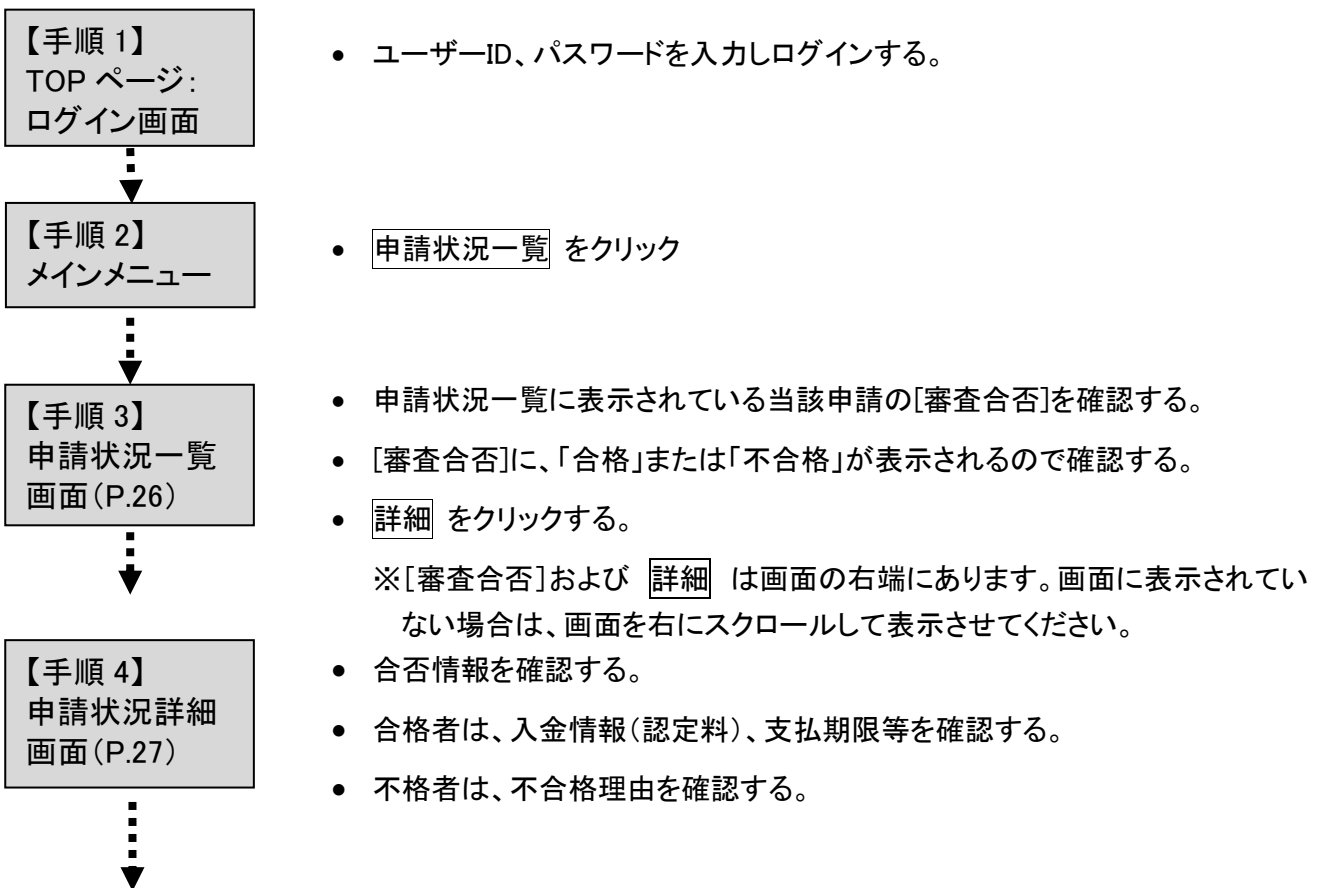 【手順 1】
TOP ページ：
ログイン画面
• ユーザーID、パスワードを入力しログインする。
【手順 2】
メインメニュー
• 申請状況一覧 をクリック
【手順 3】
申請状況一覧
画面（P.26）
• 申請状況一覧に表示されている当該申請の[審査合否]を確認する。
• [審査合否]に、「合格」または「不合格」が表示されるので確認する。
• 詳細 をクリックする。
※[審査合否]および 詳細 は画面の右端にあります。画面に表示されてい
ない場合は、画面を右にスクロールして表示させてください。
【手順 4】
申請状況詳細
画面（P.27）
• 合否情報を確認する。
• 合格者は、入金情報（認定料）、支払期限等を確認する。
• 不格者は、不合格理由を確認する。